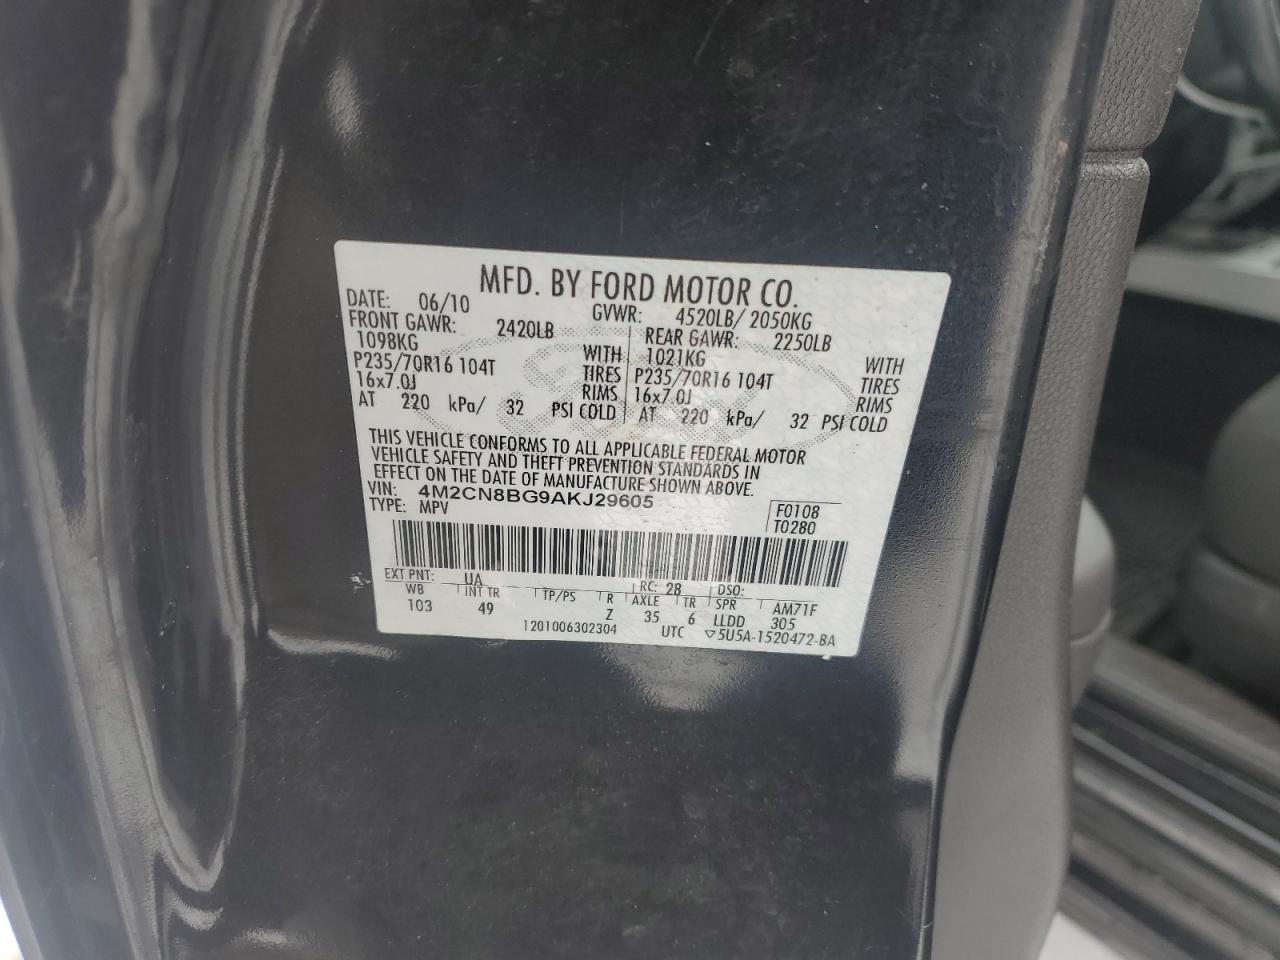 MFD. BY FORD MOTOR CO.
DATE: 06/10 GVWR: 4520LB/ 2050KG
FRONT GAWR: 2420LB REAR GAWR: 2250LB
1098KG WITH 1021KG WITH
P235/70R16 104T TIRES P235/70R16 104T TIRES
16x7.0J RIMS 16x7.0J RIMS
AT 220 kPa/ 32 PSI COLD AT 220 kPa/ 32 PSI COLD
THIS VEHICLE CONFORMS TO ALL APPLICABLE FEDERAL MOTOR
VEHICLE SAFETY AND THEFT PREVENTION STANDARDS IN
EFFECT ON THE DATE OF MANUFACTURE SHOWN ABOVE.
VIN: 4M2CN8BG9AKJ29605 F0108
TYPE: MPV T0280
EXT PNT: UA RC: 28 DSO:
WB INT TR TP/PS R AXLE TR SPR AM71F
103 49 Z 35 6 LLDD 305
1201006302304 UTC ▽5U5A-1520472-BA